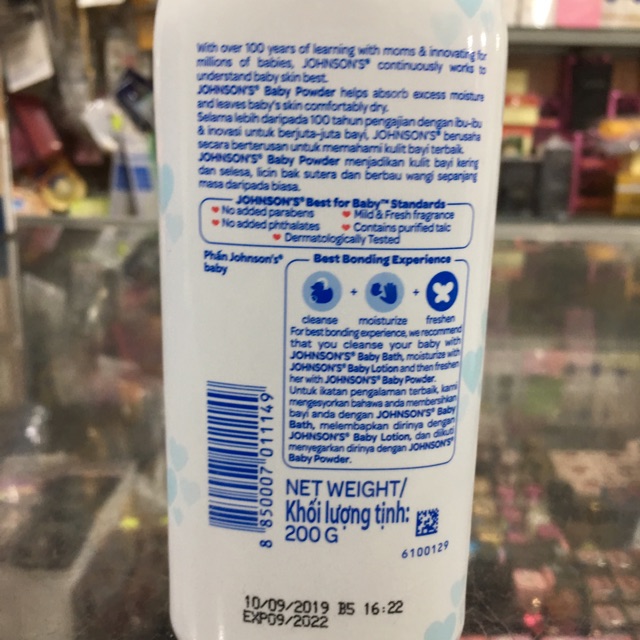 With over 100 years of learning with moms & innovating for
millions of babies, JOHNSON'S® continuously works to
understand baby skin best.
JOHNSON'S® Baby Powder helps absorb excess moisture
and leaves baby's skin comfortably dry.
Selama lebih daripada 100 tahun pengajian dengan ibu-ibu
& inovasi untuk berjuta-juta bayi, JOHNSON'S® berusaha
secara berterusan untuk memahami kulit bayi terbaik.
JOHNSON'S® Baby Powder menjadikan kulit bayi kering
dan selesa, licin bak sutera dan berbau wangi sepanjang
masa daripada biasa.
JOHNSON'S® Best for Baby™ Standards
No added parabens Mild & Fresh fragrance
No added phthalates Contains purified talc
Dermatologically Tested
Phấn Johnson's®
baby
Best Bonding Experience
+ +
cleanse moisturize freshen
For best bonding experience, we recommend
that you cleanse your baby with
JOHNSON'S® Baby Bath, moisturize with
JOHNSON'S® Baby Lotion and then freshen
her with JOHNSON'S® Baby Powder.
Untuk ikatan pengalaman terbaik, kami
mengesyorkan bahawa anda membersihkan
bayi anda dengan JOHNSON'S® Baby
Bath, melembapkan dirinya dengan
JOHNSON'S® Baby Lotion, dan diikuti
menyegarkan dirinya dengan JOHNSON'S®
Baby Powder.
8 850007 011149
NET WEIGHT/
Khối lượng tịnh:
200 G
6100129
10/09/2019 B5 16:22
EXP09/2022